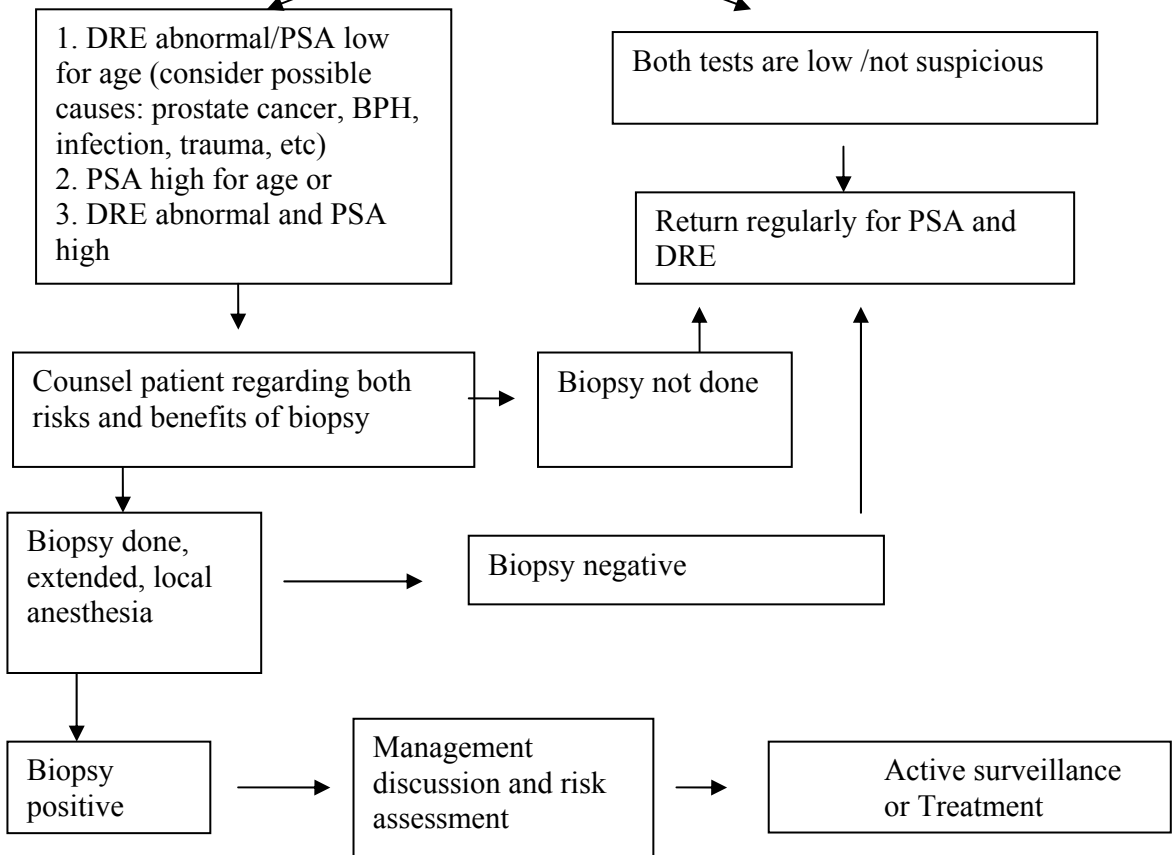 1. DRE abnormal/PSA low
for age (consider possible
causes: prostate cancer, BPH,
infection, trauma, etc)
2. PSA high for age or
3. DRE abnormal and PSA
high
Both tests are low /not suspicious
Return regularly for PSA and
DRE
Counsel patient regarding both
risks and benefits of biopsy
Biopsy not done
Biopsy done,
extended, local
anesthesia
Biopsy negative
Biopsy
positive
Management
discussion and risk
assessment
Active surveillance
or Treatment